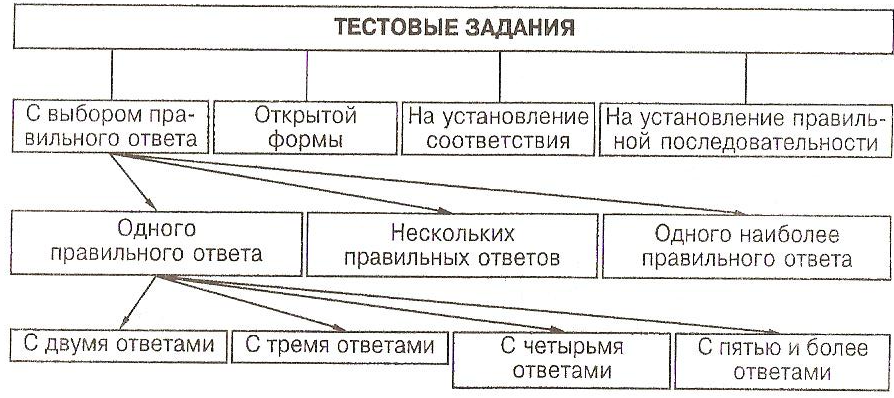 ТЕСТОВЫЕ ЗАДАНИЯ
С выбором пра-
вильного ответа
Открытой
формы
На установление
соответствия
На установление правиль-
ной последовательности
Одного
правильного ответа
Нескольких
правильных ответов
Одного наиболее
правильного ответа
С двумя ответами
С тремя ответами
С четырьмя
ответами
С пятью и более
ответами